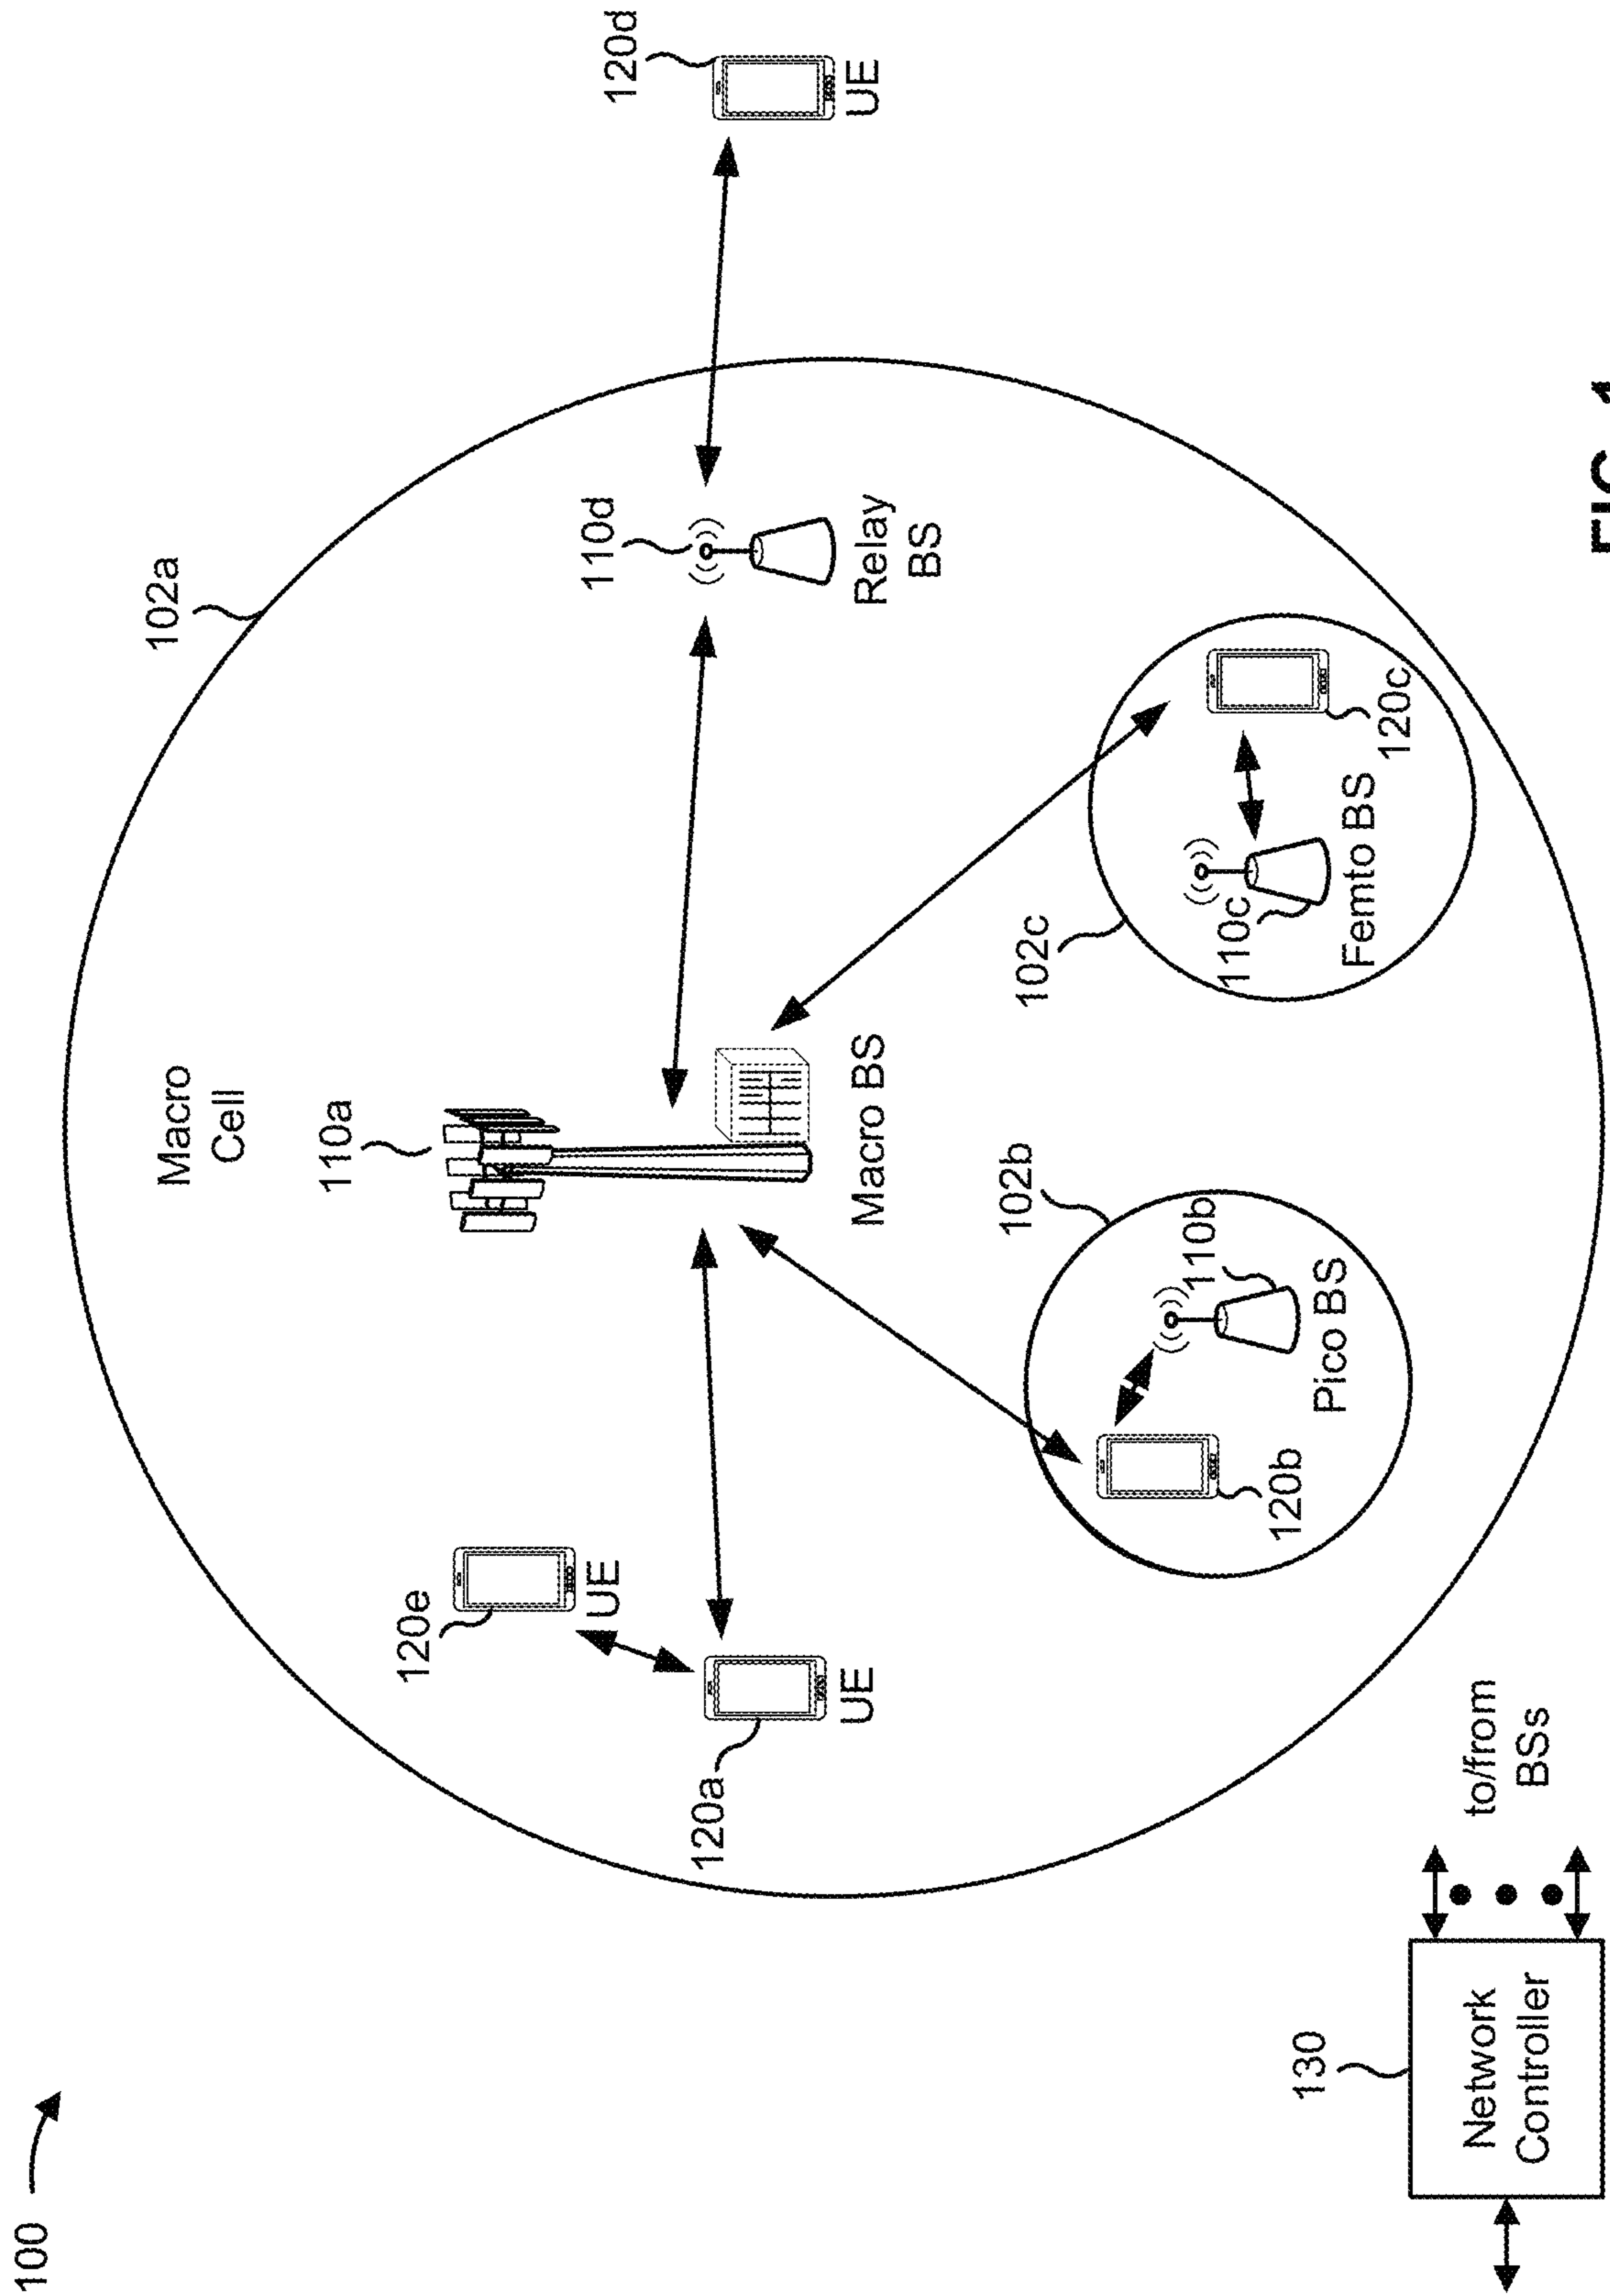 100
102a
Macro
Cell
110a
120d
UE
110d
Relay
BS
120e
UE
120a
UE
Macro BS
102c
110c
Femto BS
120c
102b
110b
Pico BS
120b
130
Network
Controller
to/from
BSs